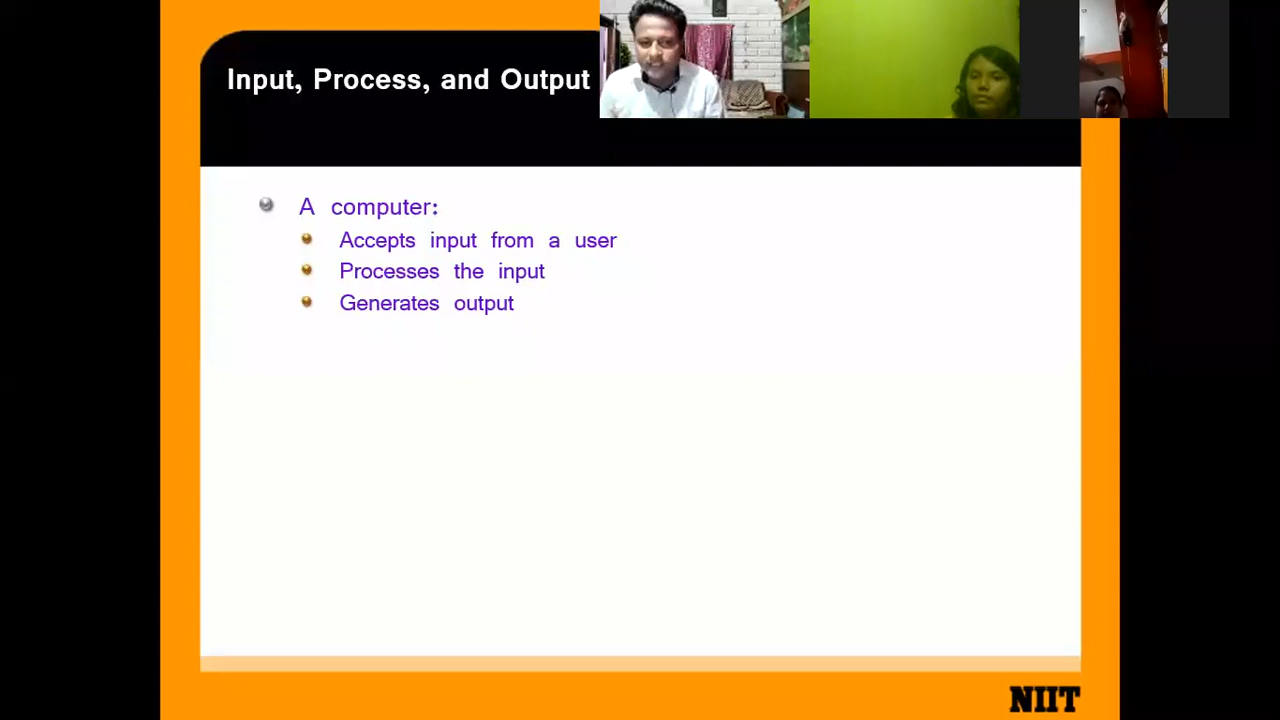 Input, Process, and Output
A computer:
Accepts input from a user
Processes the input
Generates output
NIIT